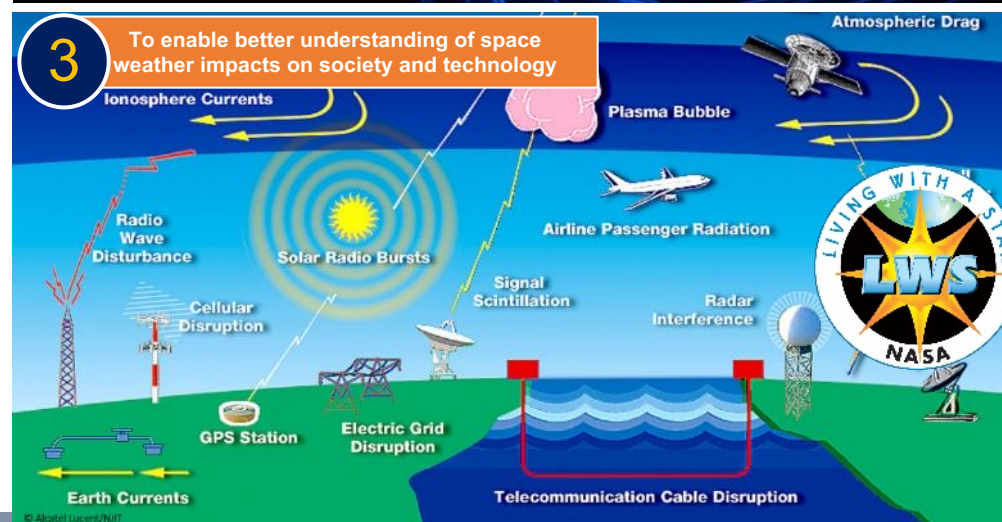 3
To enable better understanding of space
weather impacts on society and technology
Atmospheric Drag
Ionosphere Currents
Plasma Bubble
Radio
Wave
Disturbance
Solar Radio Bursts
Airline Passenger Radiation
Signal
Scintillation
Cellular
Disruption
Radar
Interference
LIVING WITH A STAR
LWS
NASA
GPS Station
Electric Grid
Disruption
Earth Currents
Telecommunication Cable Disruption
© Alcatel Lucent/NJIT